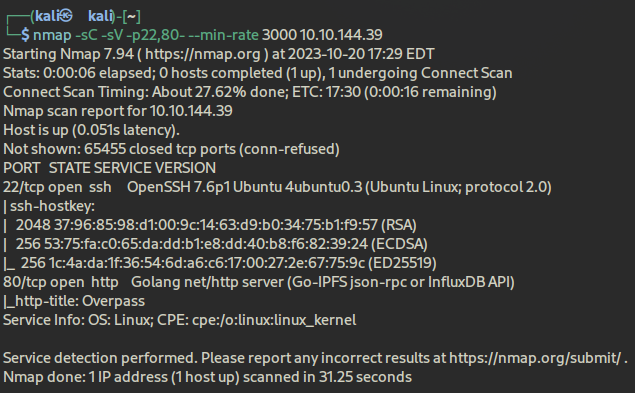 ┌──(kali㉿ kali)-[~]
└─$ nmap -sC -sV -p22,80- --min-rate 3000 10.10.144.39
Starting Nmap 7.94 ( https://nmap.org ) at 2023-10-20 17:29 EDT
Stats: 0:00:06 elapsed; 0 hosts completed (1 up), 1 undergoing Connect Scan
Connect Scan Timing: About 27.62% done; ETC: 17:30 (0:00:16 remaining)
Nmap scan report for 10.10.144.39
Host is up (0.051s latency).
Not shown: 65455 closed tcp ports (conn-refused)
PORT STATE SERVICE VERSION
22/tcp open ssh OpenSSH 7.6p1 Ubuntu 4ubuntu0.3 (Ubuntu Linux; protocol 2.0)
| ssh-hostkey:
| 2048 37:96:85:98:d1:00:9c:14:63:d9:b0:34:75:b1:f9:57 (RSA)
| 256 53:75:fa:c0:65:da:dd:b1:e8:dd:40:b8:f6:82:39:24 (ECDSA)
|_ 256 1c:4a:da:1f:36:54:6d:a6:c6:17:00:27:2e:67:75:9c (ED25519)
80/tcp open http Golang net/http server (Go-IPFS json-rpc or InfluxDB API)
|_http-title: Overpass
Service Info: OS: Linux; CPE: cpe:/o:linux:linux_kernel

Service detection performed. Please report any incorrect results at https://nmap.org/submit/ .
Nmap done: 1 IP address (1 host up) scanned in 31.25 seconds